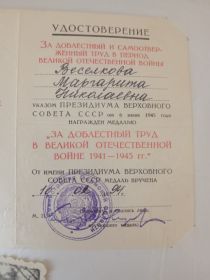 УДОСТОВЕРЕНИЕ
ЗА ДОБЛЕСТНЫЙ И САМООТВЕР-
ЖЕННЫЙ ТРУД В ПЕРИОД
ВЕЛИКОЙ ОТЕЧЕСТВЕННОЙ ВОЙНЫ
Веселкова
Маргарита
Николаевна
УКАЗОМ ПРЕЗИДИУМА ВЕРХОВНОГО
СОВЕТА СССР от 6 июня 1945 года
НАГРАЖДЕН МЕДАЛЬЮ
„ЗА ДОБЛЕСТНЫЙ ТРУД
В ВЕЛИКОЙ ОТЕЧЕСТВЕННОЙ
ВОЙНЕ 1941—1945 гг."
ОТ ИМЕНИ ПРЕЗИДИУМА ВЕРХОВНОГО
СОВЕТА СССР МЕДАЛЬ ВРУЧЕНА
М. П.